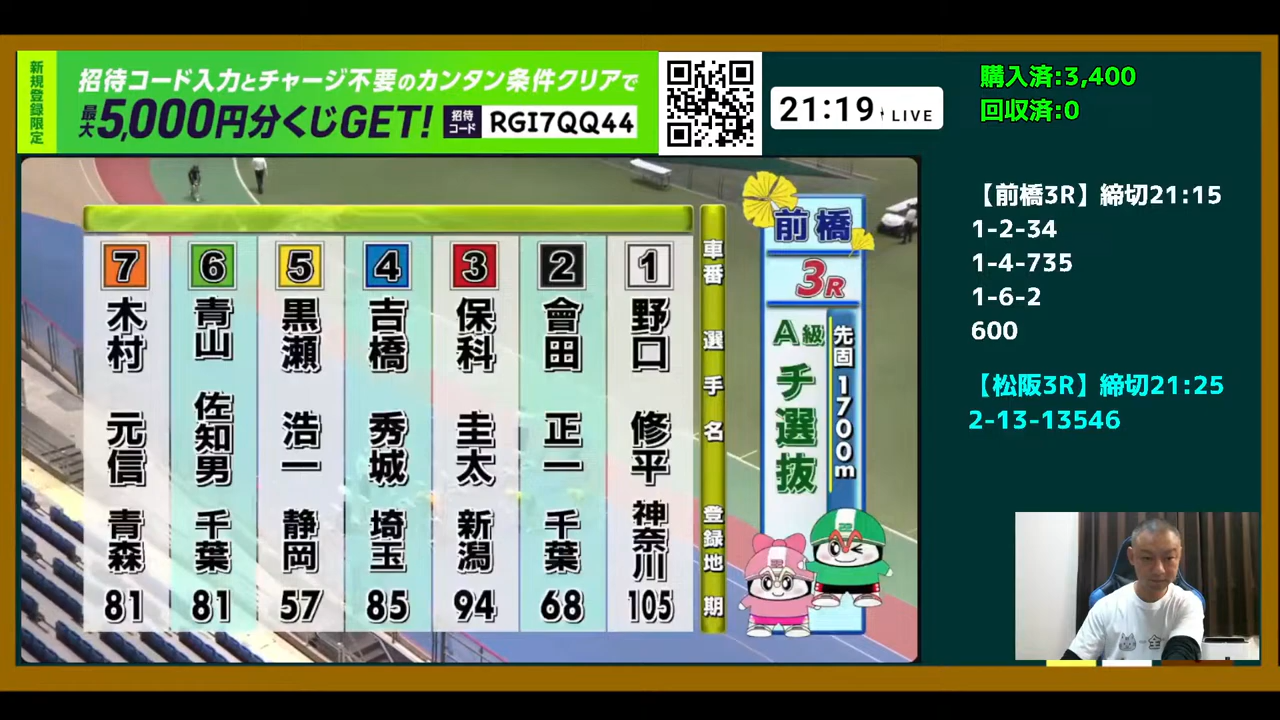 新規登録限定
招待コード入力とチャージ不要のカンタン条件クリアで
最大5,000円分くじGET!
招待コード RGI7QQ44
21:19 LIVE
購入済:3,400
回収済:0
【前橋3R】締切21:15
1-2-34
1-4-735
1-6-2
600
【松阪3R】締切21:25
2-13-13546
前橋
3R
A級 チ選抜
先固 1700m
車番 選手名 登録地 期
1 野口 修平 神奈川 105
2 會田 正一 千葉 68
3 保科 圭太 新潟 94
4 吉橋 秀城 埼玉 85
5 黒瀬 浩一 静岡 57
6 青山 佐知男 千葉 81
7 木村 元信 青森 81